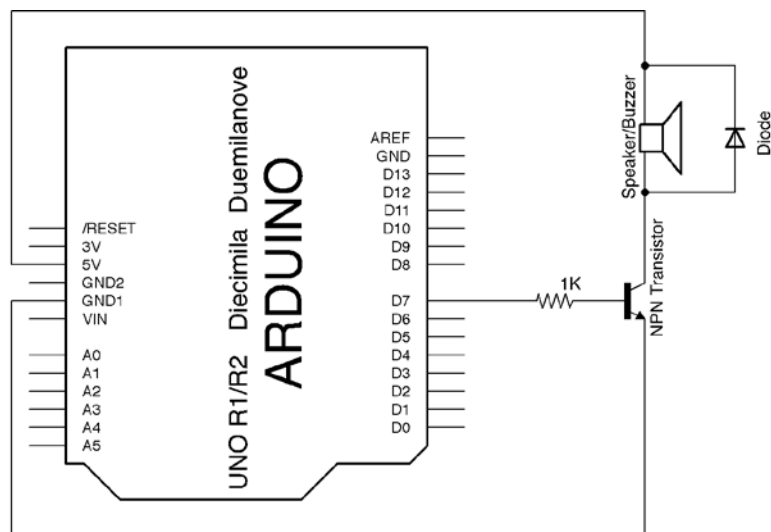 /RESET
3V
5V
GND2
GND1
VIN
A0
A1
A2
A3
A4
A5
UNO R1/R2 Diecimila Duemilanove
ARDUINO
AREF
GND
D13
D12
D11
D10
D9
D8
D7
D6
D5
D4
D3
D2
D1
D0
1K
Speaker/Buzzer
Diode
NPN Transistor